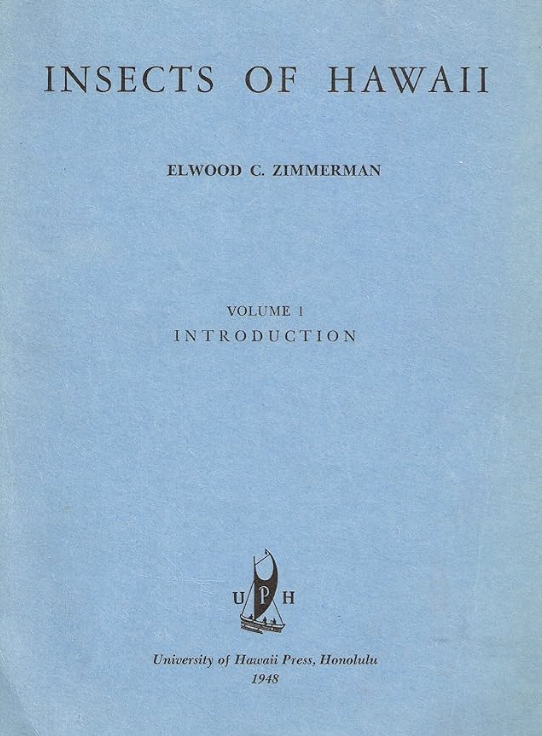 INSECTS OF HAWAII
ELWOOD C. ZIMMERMAN
VOLUME 1
INTRODUCTION
U P H
University of Hawaii Press, Honolulu
1948